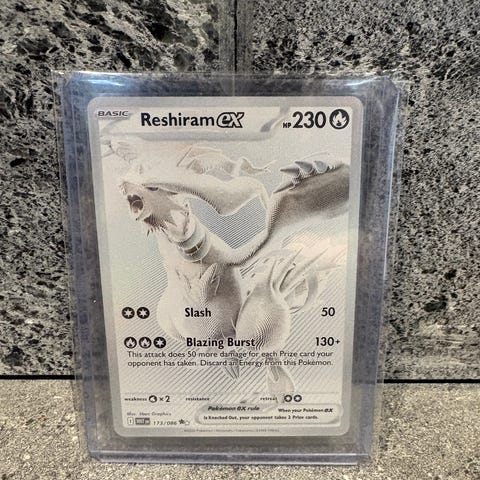 BASIC Reshiram ex HP 230
Slash 50
Blazing Burst 130+
This attack does 50 more damage for each Prize card your
opponent has taken. Discard an Energy from this Pokémon.
weakness ×2 resistance retreat
Pokémon ex rule When your Pokémon ex
is Knocked Out, your opponent takes 2 Prize cards.
173/086